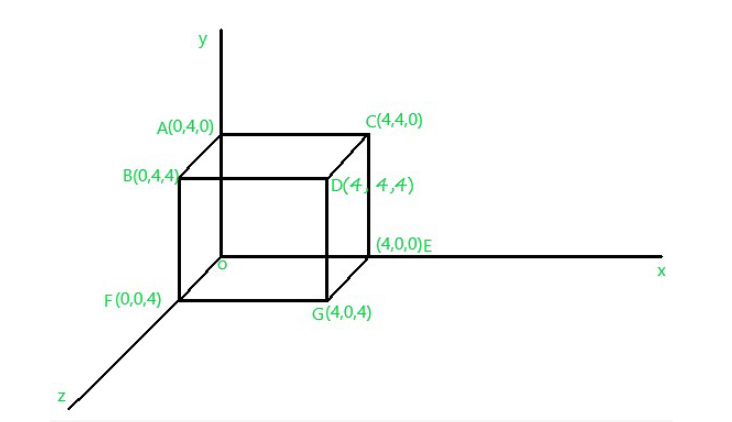 y
A(0,4,0)
C(4,4,0)
B(0,4,4)
D(4, 4,4)
(4,0,0)E
o
x
F(0,0,4)
G(4,0,4)
z